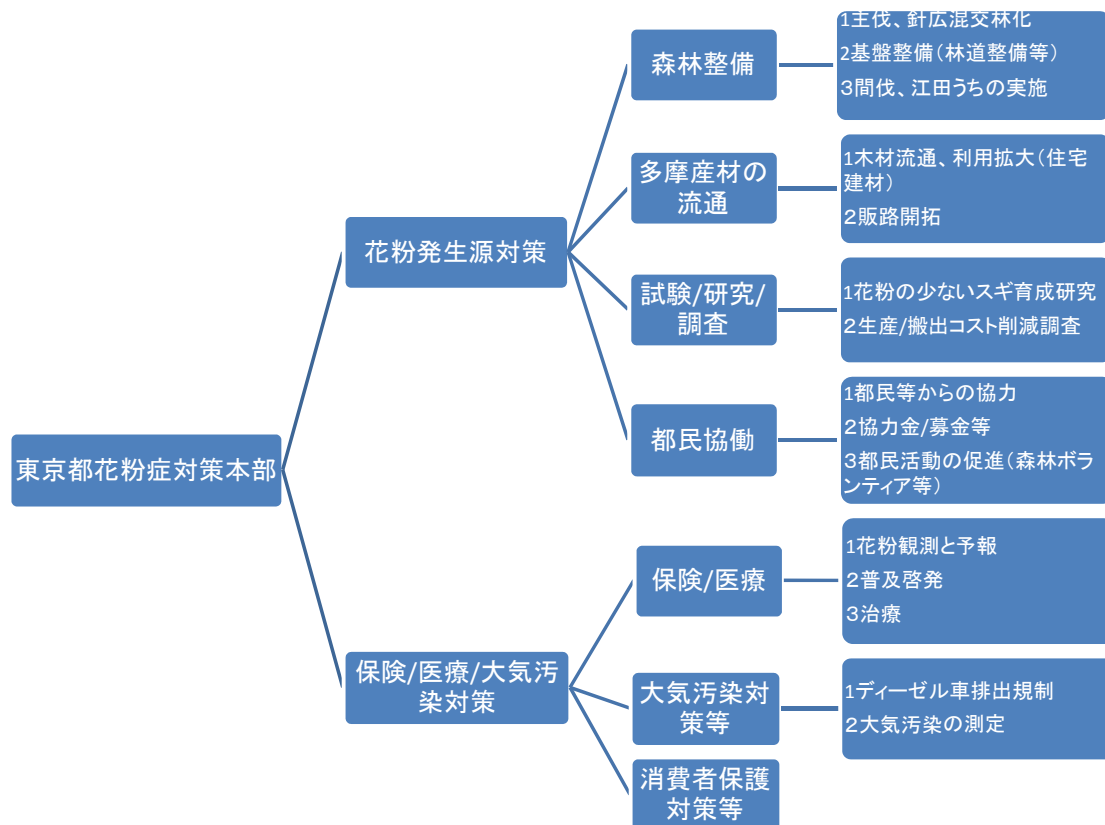 東京都花粉症対策本部
花粉発生源対策
森林整備
1主伐、針広混交林化
2基盤整備(林道整備等)
3間伐、江田うちの実施
多摩産材の
流通
1木材流通、利用拡大(住宅
建材)
2販路開拓
試験/研究/
調査
1花粉の少ないスギ育成研究
2生産/搬出コスト削減調査
都民協働
1都民等からの協力
2協力金/募金等
3都民活動の促進(森林ボラ
ンティア等)
保険/医療/大気汚
染対策
保険/医療
1花粉観測と予報
2普及啓発
3治療
大気汚染対
策等
1ディーゼル車排出規制
2大気汚染の測定
消費者保護
対策等